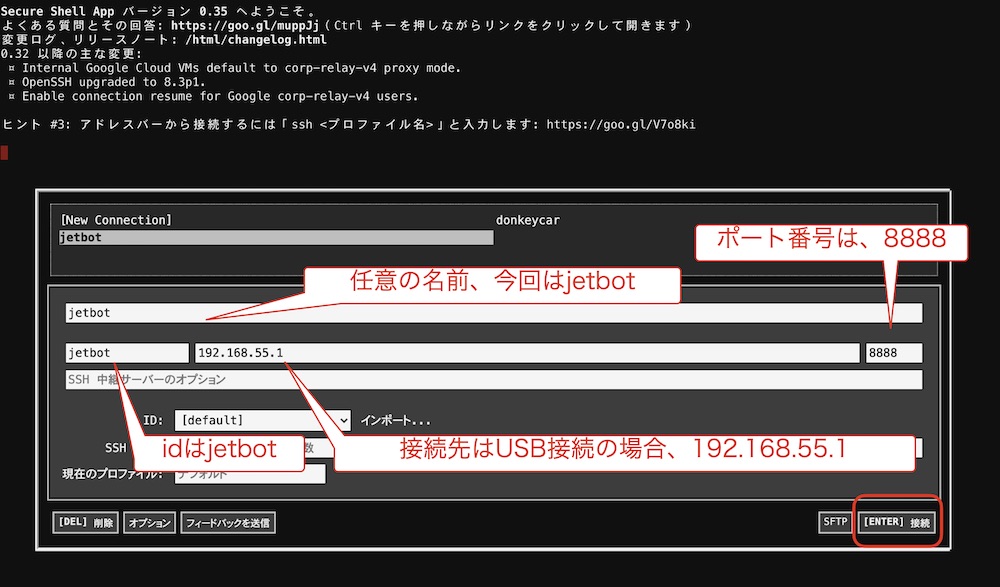 Secure Shell App バージョン 0.35 へようこそ。
よくある質問とその回答: https://goo.gl/muppJj (Ctrl キーを押しながらリンクをクリックして開きます)
変更ログ、リリースノート: /html/changelog.html
0.32 以降の主な変更:
¤ Internal Google Cloud VMs default to corp-relay-v4 proxy mode.
¤ OpenSSH upgraded to 8.3p1.
¤ Enable connection resume for Google corp-relay-v4 users.
ヒント #3: アドレスバーから接続するには「ssh <プロファイル名>」と入力します: https://goo.gl/V7o8ki
[New Connection] donkeycar
jetbot
ポート番号は、8888
任意の名前、今回はjetbot
jetbot
jetbot 192.168.55.1 8888
SSH 中継サーバーのオプション
ID: [default] インポート...
SSH 数
idはjetbot
接続先はUSB接続の場合、192.168.55.1
現在のプロファイル: デフォルト
[DEL] 削除 オプション フィードバックを送信 SFTP [ENTER] 接続